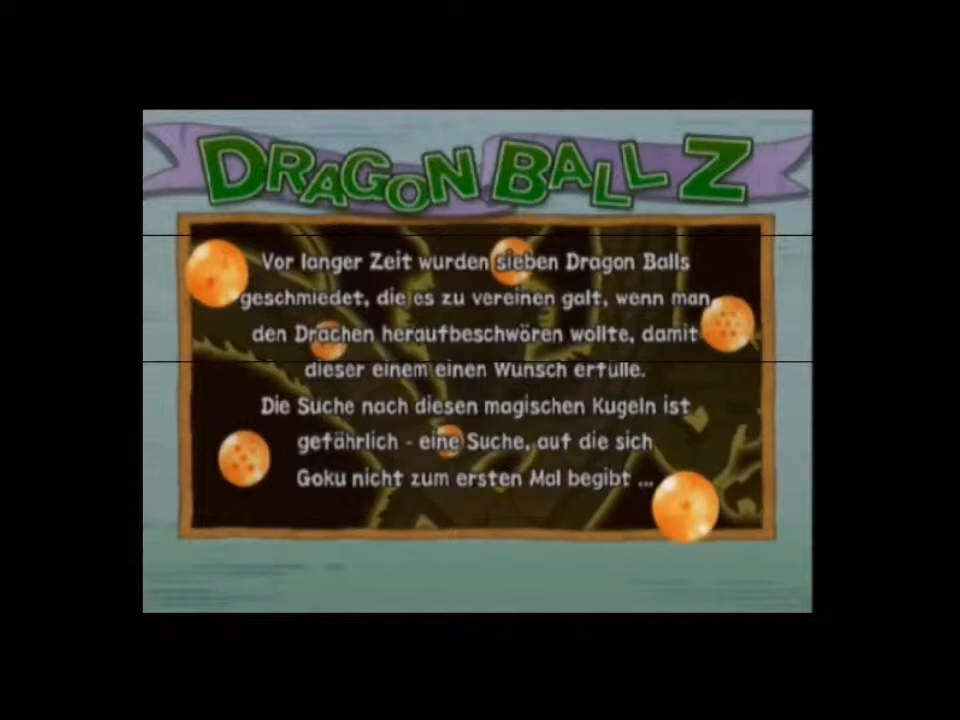 DRAGON BALL Z
Vor langer Zeit wurden sieben Dragon Balls
geschmiedet, die es zu vereinen galt, wenn man
den Drachen heraufbeschwören wollte, damit
dieser einem einen Wunsch erfülle.
Die Suche nach diesen magischen Kugeln ist
gefährlich - eine Suche, auf die sich
Goku nicht zum ersten Mal begibt ...